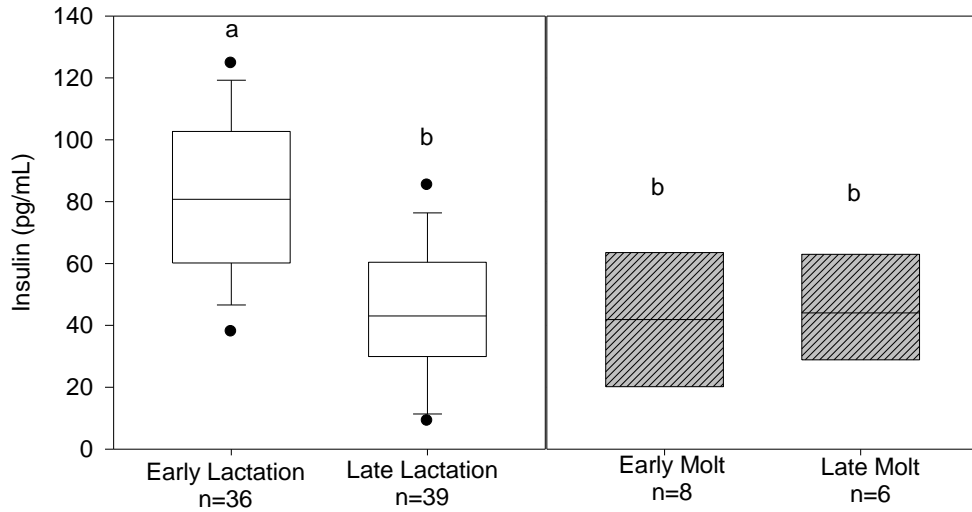 Insulin (pg/mL)
140
120
100
80
60
40
20
0
a
b
b
b
Early Lactation
n=36
Late Lactation
n=39
Early Molt
n=8
Late Molt
n=6